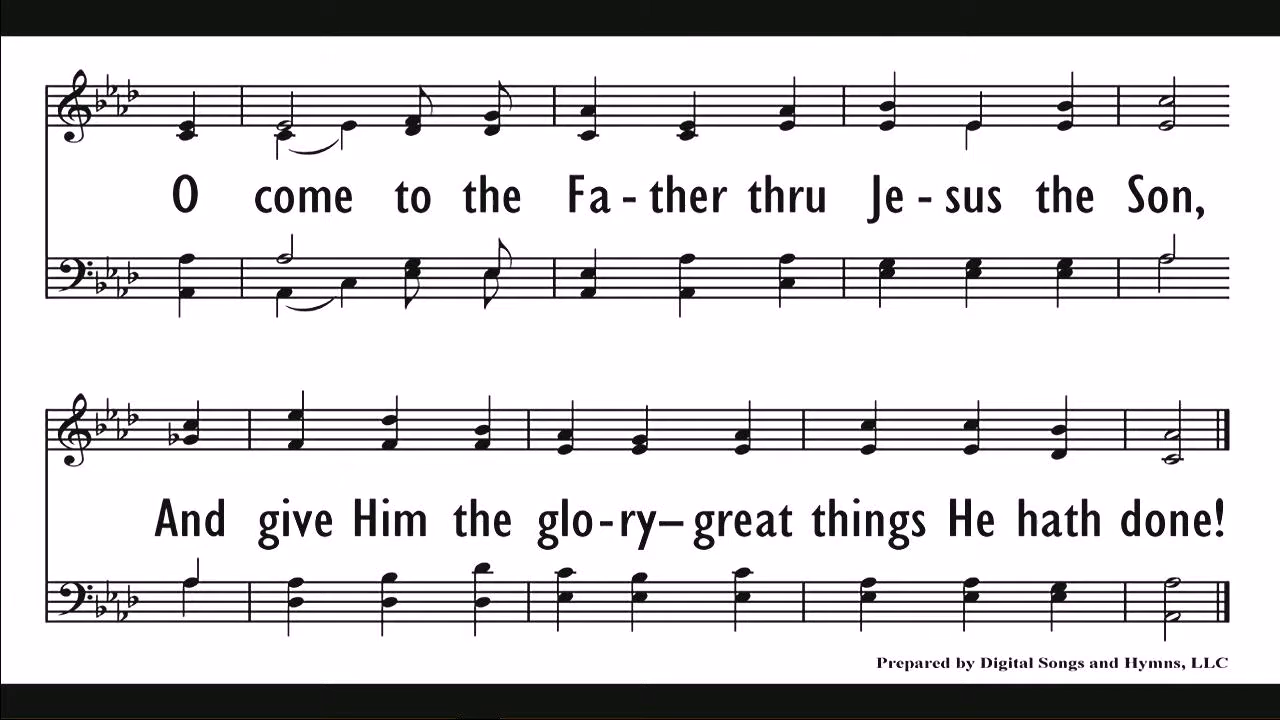 O come to the Fa - ther thru Je - sus the Son,
And give Him the glo - ry – great things He hath done!
Prepared by Digital Songs and Hymns, LLC